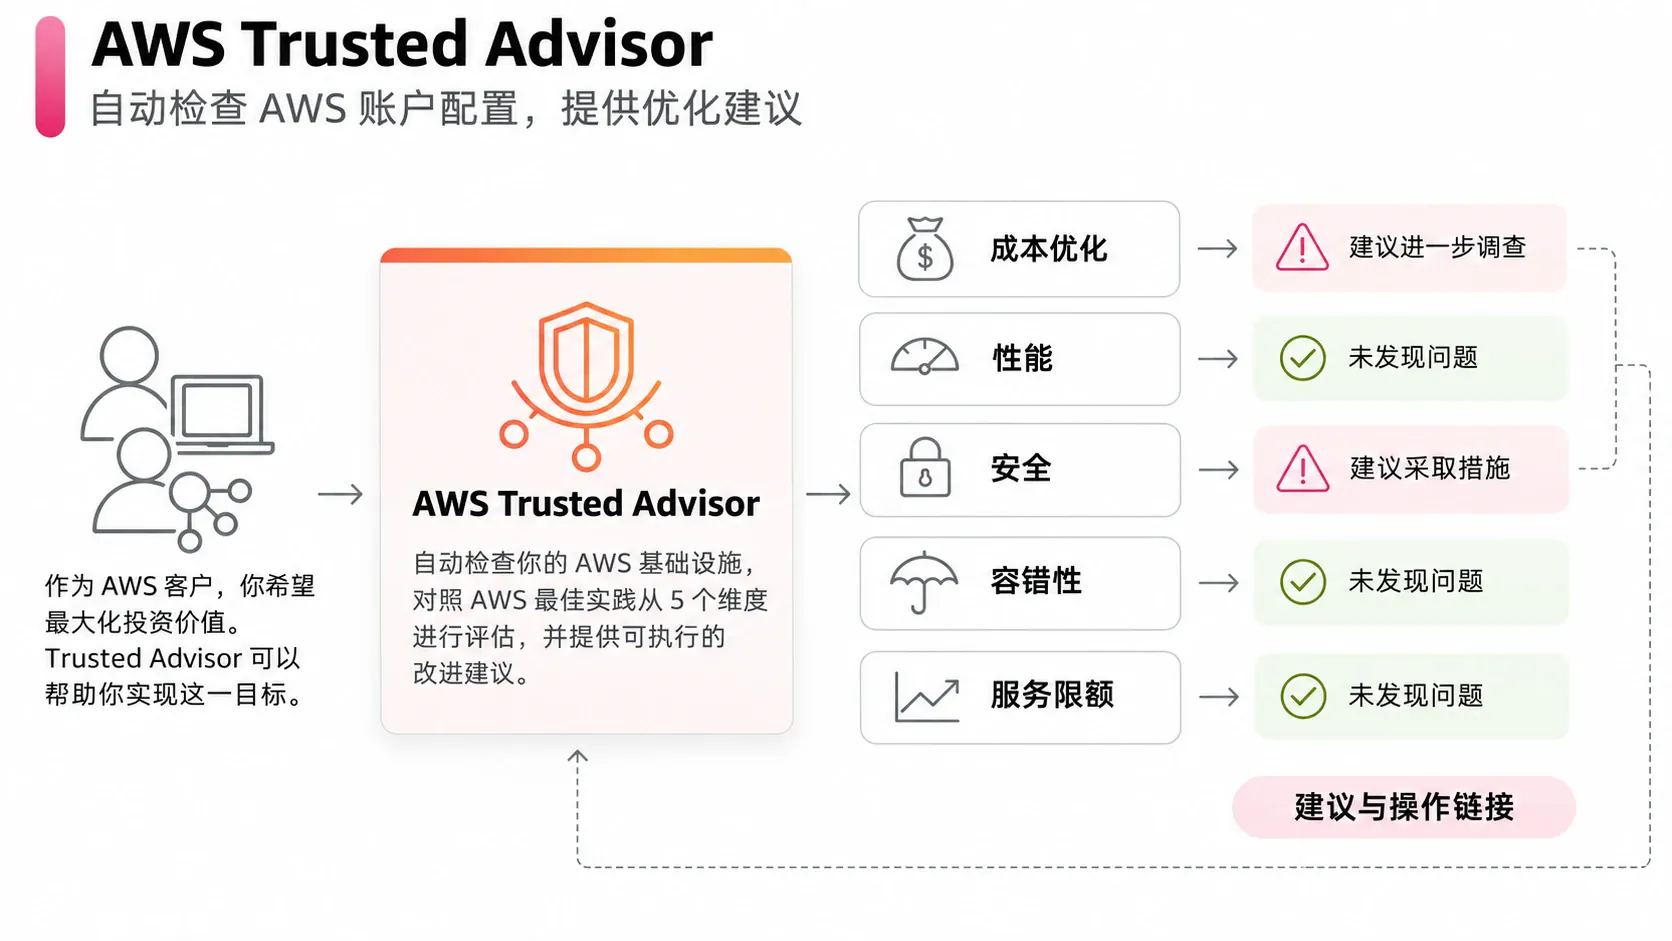 AWS Trusted Advisor
自动检查 AWS 账户配置，提供优化建议
作为 AWS 客户，你希望
最大化投资价值。
Trusted Advisor 可以
帮助你实现这一目标。
AWS Trusted Advisor
自动检查你的 AWS 基础设施，
对照 AWS 最佳实践从 5 个维度
进行评估，并提供可执行的
改进建议。
$
成本优化
建议进一步调查
性能
未发现问题
安全
建议采取措施
容错性
未发现问题
服务限额
未发现问题
建议与操作链接